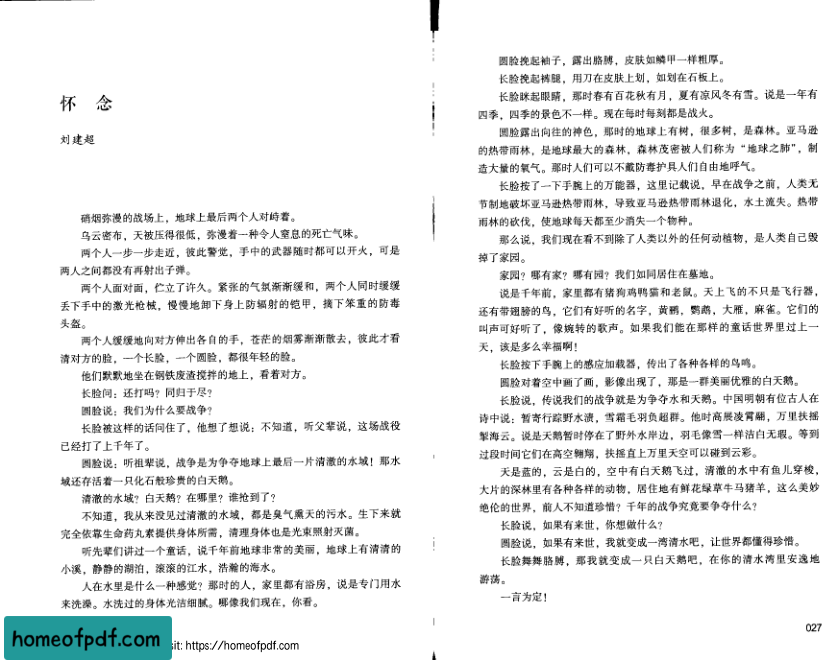 怀 念
刘建超
硝烟弥漫的战场上，地球上最后两个人对峙着。
乌云密布，天被压得很低，弥漫着一种令人窒息的死亡气味。
两个人一步一步走近，彼此警觉，手中的武器随时都可以开火，可是
两人之间都没有再射出子弹。
两个人面对面，伫立了许久。紧张的气氛渐渐缓和，两个人同时缓缓
丢下手中的激光枪械，慢慢地卸下身上防辐射的铠甲，摘下笨重的防毒
头盔。
两个人缓缓地向对方伸出各自的手，苍茫的烟雾渐渐散去，彼此才看
清对方的脸，一个长脸，一个圆脸，都很年轻的脸。
他们默默地坐在钢铁废渣搅拌的地上，看着对方。
长脸问：还打吗？同归于尽？
圆脸说：我们为什么要战争？
长脸被这样的话问住了，他想了想说：不知道，听父辈说，这场战役
已经打了上千年了。
圆脸说：听祖辈说，战争是为争夺地球上最后一片清澈的水域！那水
域还存活着一只化石般珍贵的白天鹅。
清澈的水域？白天鹅？在哪里？谁抢到了？
不知道，我从来没见过清澈的水域，都是臭气熏天的污水。生下来就
完全依靠生命药丸素提供身体所需，清理身体也是光束照射灭菌。
听先辈们讲过一个童话，说千年前地球非常的美丽，地球上有清清的
小溪，静静的湖泊，滚滚的江水，浩瀚的海水。
人在水里是什么一种感觉？那时的人，家里都有浴房，说是专门用水
来洗澡。水洗过的身体光洁细腻。哪像我们现在，你看。
homeofpdf.com
sit: https://homeofpdf.com
圆脸挽起袖子，露出胳膊，皮肤如鳞甲一样粗厚。
长脸挽起裤腿，用刀在皮肤上划，如划在石板上。
长脸眯起眼睛，那时春有百花秋有月，夏有凉风冬有雪。说是一年有
四季，四季的景色不一样。现在每时每刻都是战火。
圆脸露出向往的神色，那时的地球上有树，很多树，是森林。亚马逊
的热带雨林，是地球最大的森林，森林茂密被人们称为“地球之肺”，制
造大量的氧气。那时人们可以不戴防毒护具人们自由地呼气。
长脸按了一下手腕上的万能器，这里记载说，早在战争之前，人类无
节制地破坏亚马逊热带雨林，导致亚马逊热带雨林退化，水土流失。热带
雨林的砍伐，使地球每天都至少消失一个物种。
那么说，我们现在看不到除了人类以外的任何动植物，是人类自己毁
掉了家园。
家园？哪有家？哪有园？我们如同居住在墓地。
说是千年前，家里都有猪狗鸡鸭猫和老鼠。天上飞的不只是飞行器，
还有带翅膀的鸟，它们有好听的名字，黄鹂，鹦鹉，大雁，麻雀。它们的
叫声可好听了，像婉转的歌声。如果我们能在那样的童话世界里过上一
天，该是多么幸福啊！
长脸按下手腕上的感应加载器，传出了各种各样的鸟鸣。
圆脸对着空中画了画，影像出现了，那是一群美丽优雅的白天鹅。
长脸说，传说我们的战争就是为争夺水和天鹅。中国明朝有位古人在
诗中说：暂寄行踪野水渍，雪霜毛羽负超群。他时高展凌霄翮，万里扶摇
掣海云。说是天鹅暂时停在了野外水岸边，羽毛像雪一样洁白无瑕。等到
过段时间它们在高空翱翔，扶摇直上万里天空可以碰到云彩。
天是蓝的，云是白的，空中有白天鹅飞过，清澈的水中有鱼儿穿梭，
大片的深林里有各种各样的动物，居住地有鲜花绿草牛马猪羊，这么美妙
绝伦的世界，前人不知道珍惜？千年的战争究竟要争夺什么？
长脸说，如果有来世，你想做什么？
圆脸说，如果有来世，我就变成一湾清水吧，让世界都懂得珍惜。
长脸舞舞胳膊，那我就变成一只白天鹅吧，在你的清水湾里安逸地
游荡。
一言为定！
027